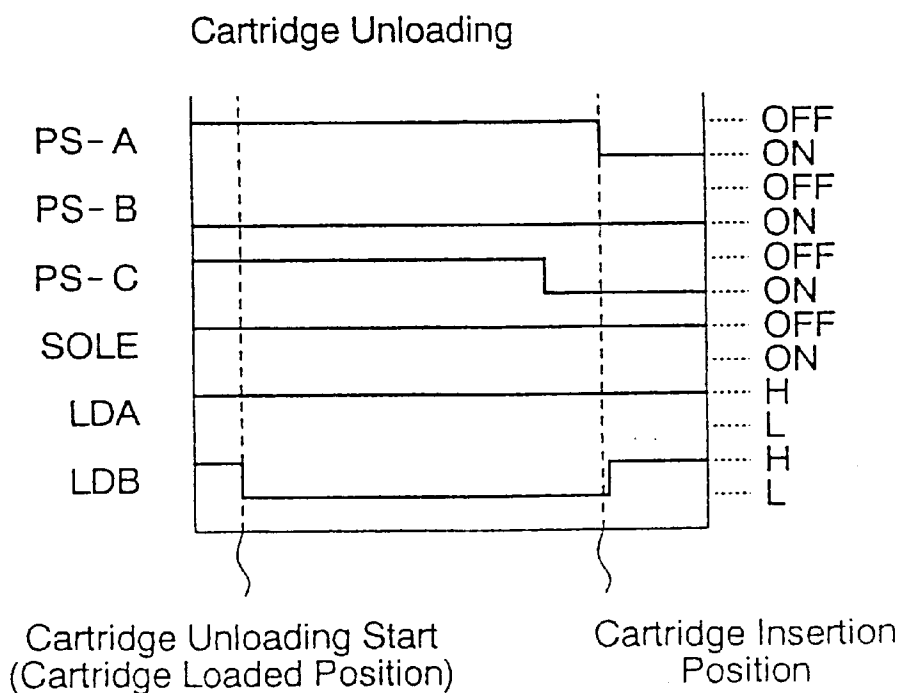 Cartridge Unloading
PS-A
OFF
ON
PS-B
OFF
ON
PS-C
OFF
ON
SOLE
OFF
ON
LDA
H
L
LDB
H
L
Cartridge Unloading Start
(Cartridge Loaded Position)
Cartridge Insertion
Position